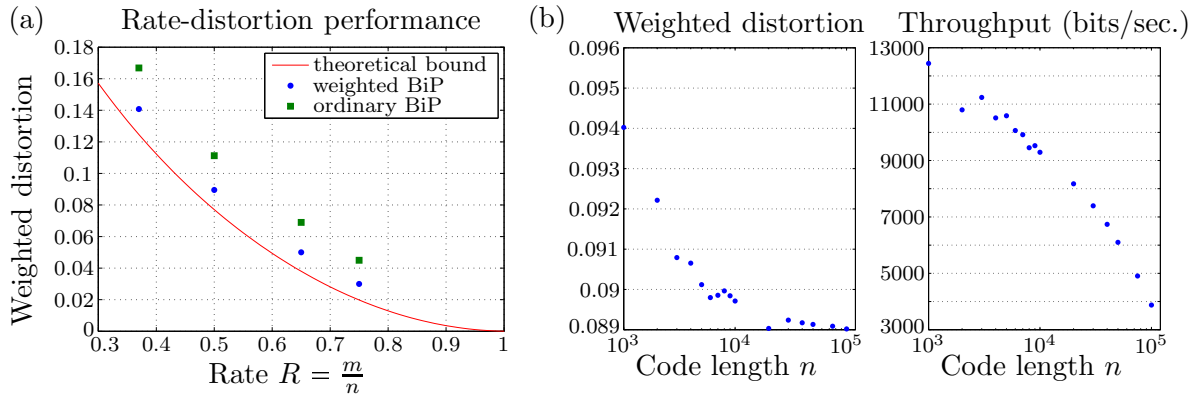 (a) Rate-distortion performance
Weighted distortion
0.18
0.16
0.14
0.12
0.1
0.08
0.06
0.04
0.02
0
0.3 0.4 0.5 0.6 0.7 0.8 0.9 1
theoretical bound
weighted BiP
ordinary BiP
Rate R = m/n
(b) Weighted distortion
0.096
0.095
0.094
0.093
0.092
0.091
0.09
0.089
10^3 10^4 10^5
Code length n
Throughput (bits/sec.)
13000
11000
9000
7000
5000
3000
10^3 10^4 10^5
Code length n